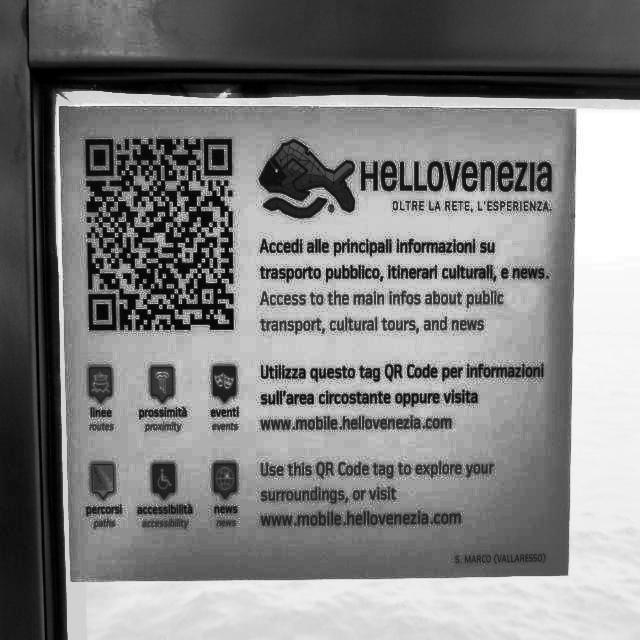 HELLOVENEZIA
OLTRE LA RETE, L'ESPERIENZA.
Accedi alle principali informazioni su
trasporto pubblico, itinerari culturali, e news.
Access to the main infos about public
transport, cultural tours, and news
linee
routes
prossimità
proximity
eventi
events
percorsi
paths
accessibilità
accessibility
news
news
Utilizza questo tag QR Code per informazioni
sull'area circostante oppure visita
www.mobile.hellovenezia.com
Use this QR Code tag to explore your
surroundings, or visit
www.mobile.hellovenezia.com
S. MARCO (VALLARESSO)